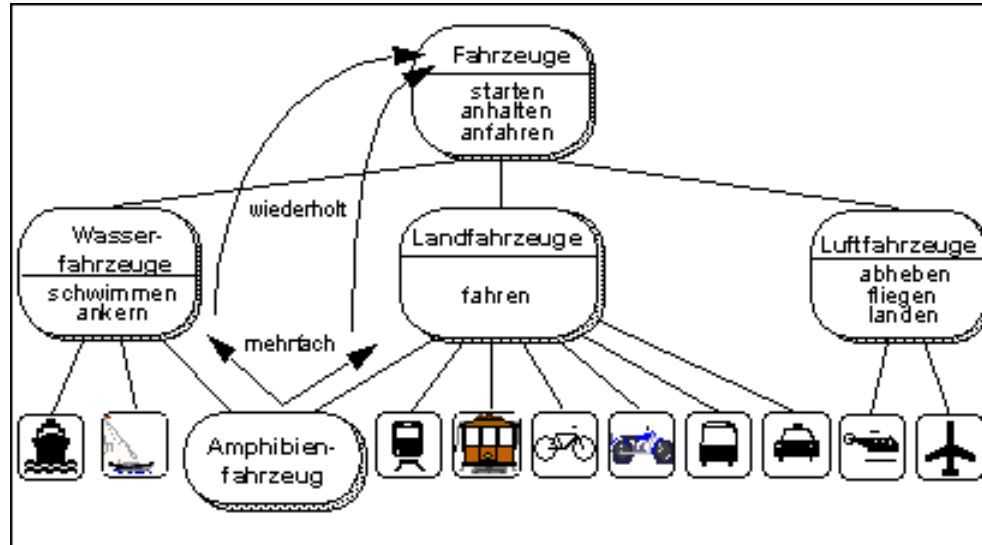 Fahrzeuge
starten
anhalten
anfahren
wiederholt
Wasser-
fahrzeuge
schwimmen
ankern
Landfahrzeuge
fahren
Luftfahrzeuge
abheben
fliegen
landen
mehrfach
Amphibien-
fahrzeug